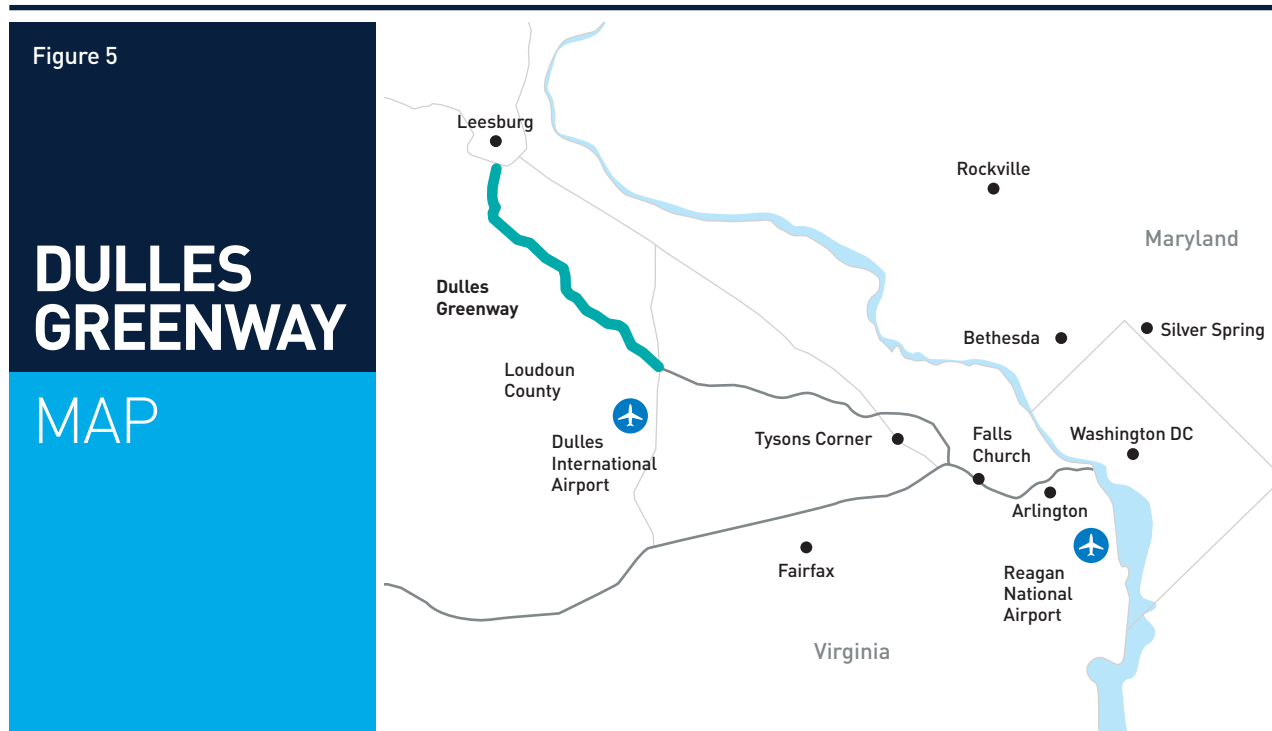 Figure 5
DULLES
GREENWAY
MAP
Leesburg
Rockville
Maryland
Dulles
Greenway
Silver Spring
Bethesda
Loudoun
County
Dulles
International
Airport
Tysons Corner
Falls
Church
Washington DC
Arlington
Fairfax
Reagan
National
Airport
Virginia